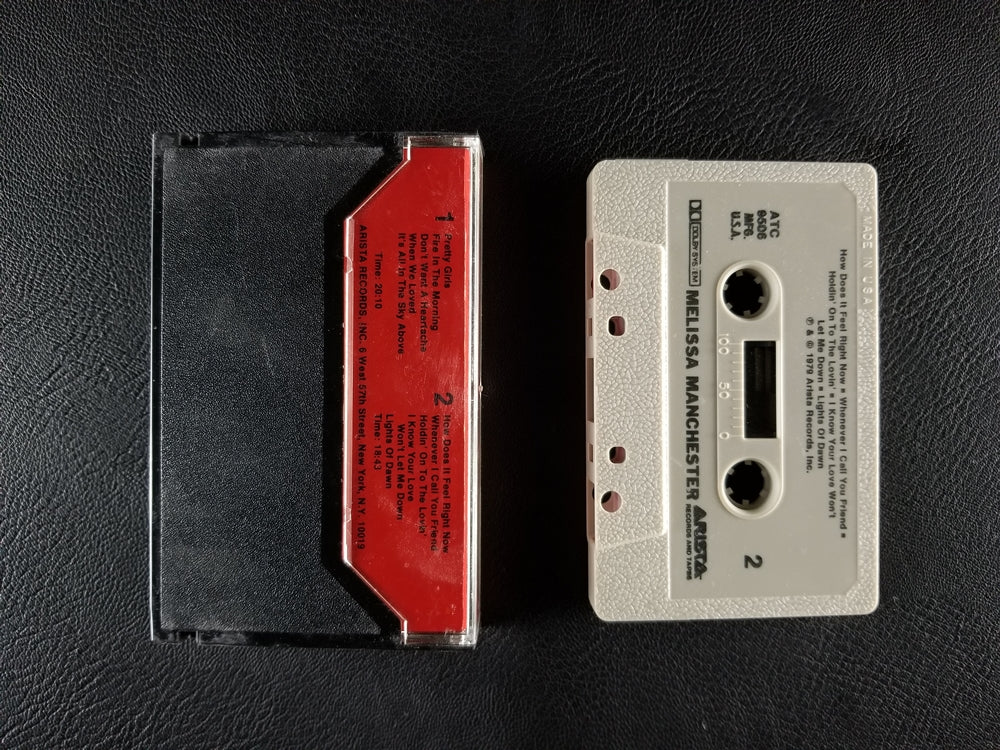 1
Pretty Girls
Fire In The Morning
Don't Want A Heartache
When We Loved
It's All In The Sky Above
Time: 20:10
2
How Does It Feel Right Now
Whenever I Call You Friend
Holdin' On To The Lovin'
I Know Your Love
Won't Let Me Down
Lights Of Dawn
Time: 18:43
ARISTA RECORDS, INC. 6 West 57th Street, New York, N.Y. 10019
MADE IN USA
How Does It Feel Right Now • Whenever I Call You Friend •
Holdin' On To The Lovin' • I Know Your Love Won't
Let Me Down • Lights Of Dawn
℗ & © 1979 Arista Records, Inc.
ATC
9506
MFG.
U.S.A.
100 50 0
2
DOLBY SYSTEM
MELISSA MANCHESTER
ARISTA
RECORDS AND TAPES